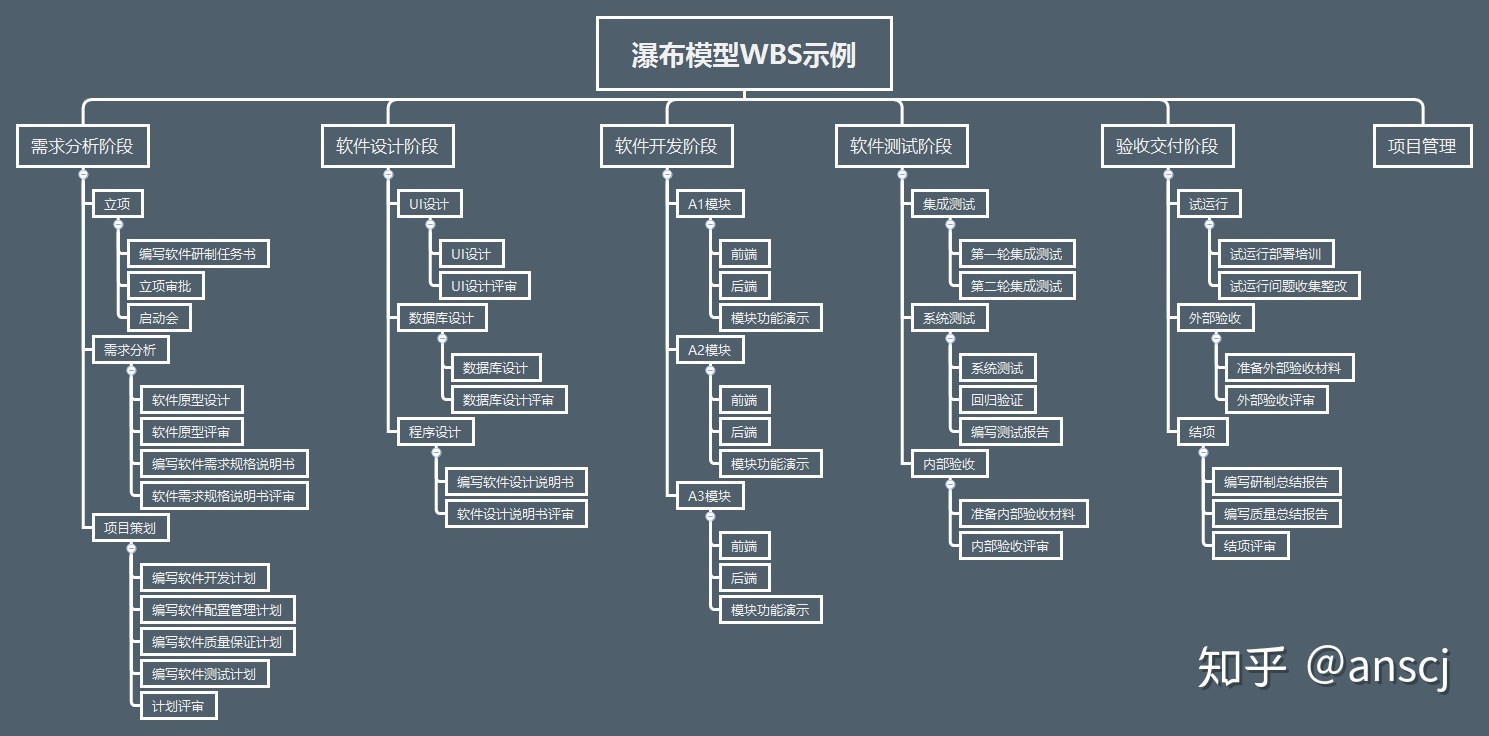 瀑布模型WBS示例
需求分析阶段
立项
编写软件研制任务书
立项审批
启动会
需求分析
软件原型设计
软件原型评审
编写软件需求规格说明书
软件需求规格说明书评审
项目策划
编写软件开发计划
编写软件配置管理计划
编写软件质量保证计划
编写软件测试计划
计划评审
软件设计阶段
UI设计
UI设计
UI设计评审
数据库设计
数据库设计
数据库设计评审
程序设计
编写软件设计说明书
软件设计说明书评审
软件开发阶段
A1模块
前端
后端
模块功能演示
A2模块
前端
后端
模块功能演示
A3模块
前端
后端
模块功能演示
软件测试阶段
集成测试
第一轮集成测试
第二轮集成测试
系统测试
系统测试
回归验证
编写测试报告
内部验收
准备内部验收材料
内部验收评审
验收交付阶段
试运行
试运行部署培训
试运行问题收集整改
外部验收
准备外部验收材料
外部验收评审
结项
编写研制总结报告
编写质量总结报告
结项评审
项目管理
知乎 @anscj